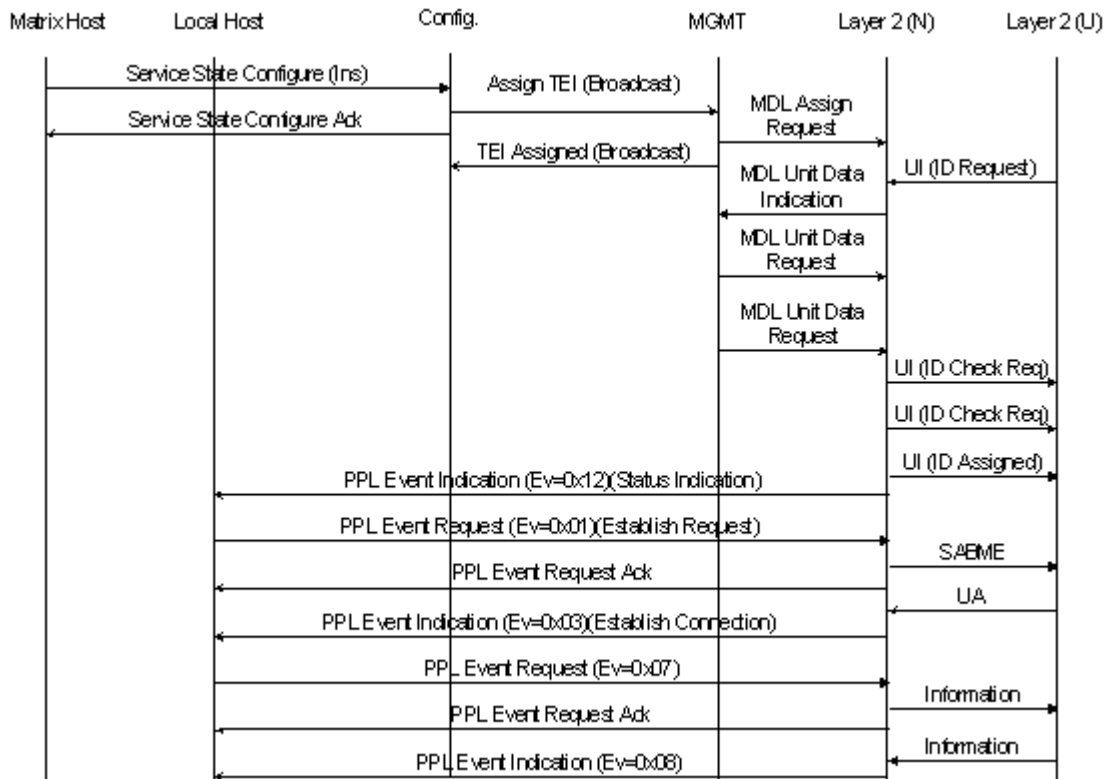 Matrix Host Local Host Config. MGMT Layer 2 (N) Layer 2 (U)
Service State Configure (Ins)
Assign TEI (Broadcast)
Service State Configure Ack
MDL Assign
Request
TEI Assigned (Broadcast)
UI (ID Request)
MDL Unit Data
Indication
MDL Unit Data
Request
MDL Unit Data
Request
UI (ID Check Req)
UI (ID Check Req)
UI (ID Assigned)
PPL Event Indication (Ev=0x12)(Status Indication)
PPL Event Request (Ev=0x01)(Establish Request)
SABME
PPL Event Request Ack
UA
PPL Event Indication (Ev=0x03)(Establish Connection)
PPL Event Request (Ev=0x07)
Information
PPL Event Request Ack
Information
PPL Event Indication (Ev=0x08)